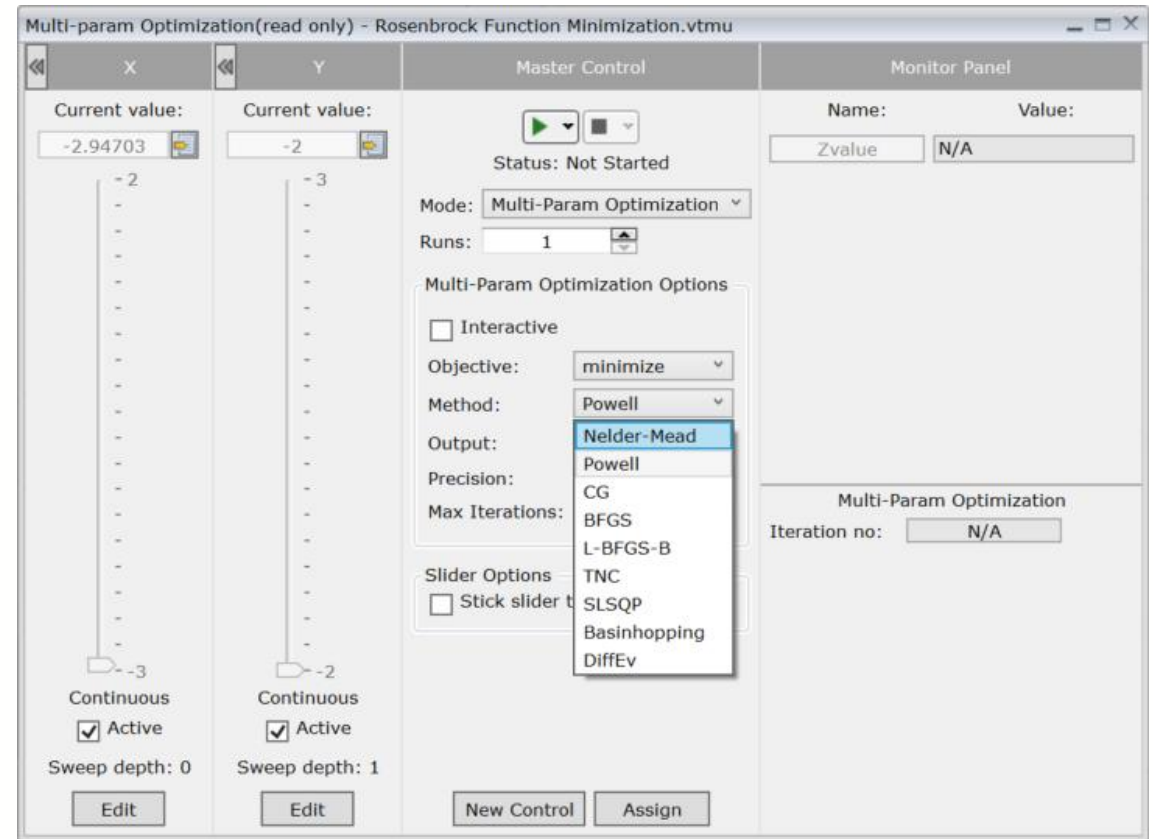 Multi-param Optimization(read only) - Rosenbrock Function Minimization.vtmu
X
Y
Master Control
Monitor Panel
Current value:
-2.94703
- 2
- -3
Continuous
Active
Sweep depth: 0
Edit
Current value:
-2
- 3
- -2
Continuous
Active
Sweep depth: 1
Edit
Status: Not Started
Mode: Multi-Param Optimization
Runs: 1
Multi-Param Optimization Options
Interactive
Objective: minimize
Method: Powell
Output:
Precision:
Max Iterations:
Nelder-Mead
Powell
CG
BFGS
L-BFGS-B
TNC
SLSQP
Basinhopping
DiffEv
Slider Options
Stick slider t
New Control Assign
Name: Value:
Zvalue N/A
Multi-Param Optimization
Iteration no: N/A